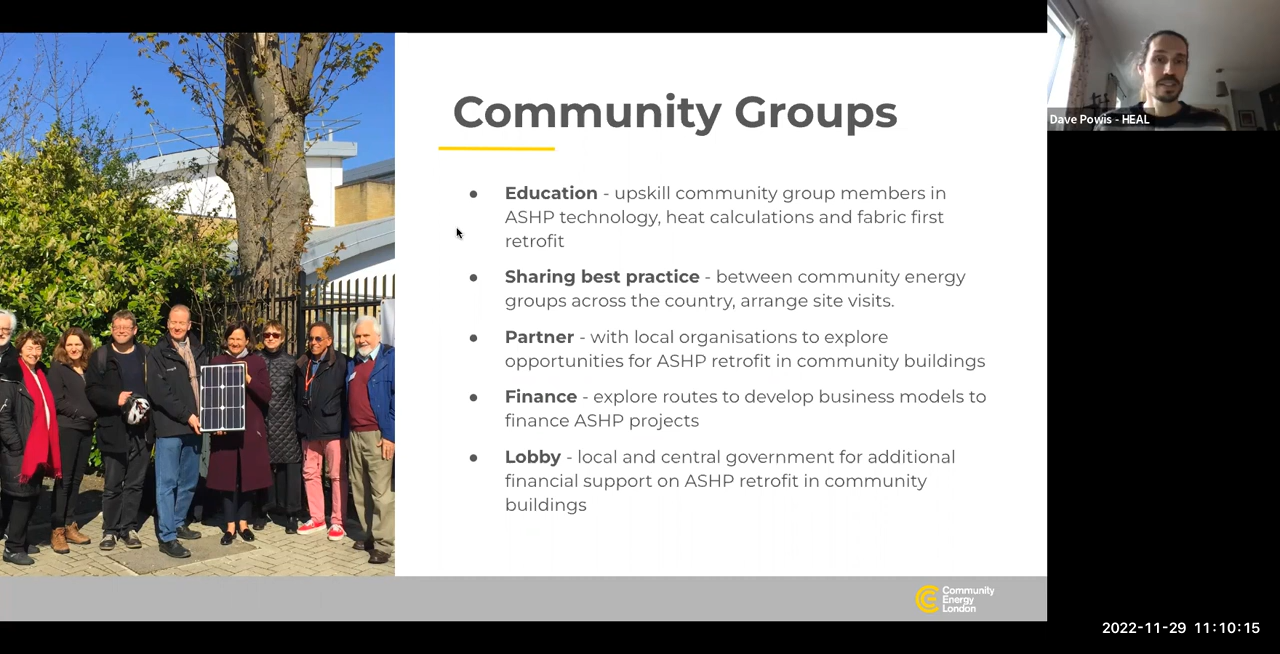 Community Groups
Dave Powis - HEAL
● Education - upskill community group members in
ASHP technology, heat calculations and fabric first
retrofit
● Sharing best practice - between community energy
groups across the country, arrange site visits.
● Partner - with local organisations to explore
opportunities for ASHP retrofit in community buildings
● Finance - explore routes to develop business models to
finance ASHP projects
● Lobby - local and central government for additional
financial support on ASHP retrofit in community
buildings
Community
Energy
London
2022-11-29 11:10:15